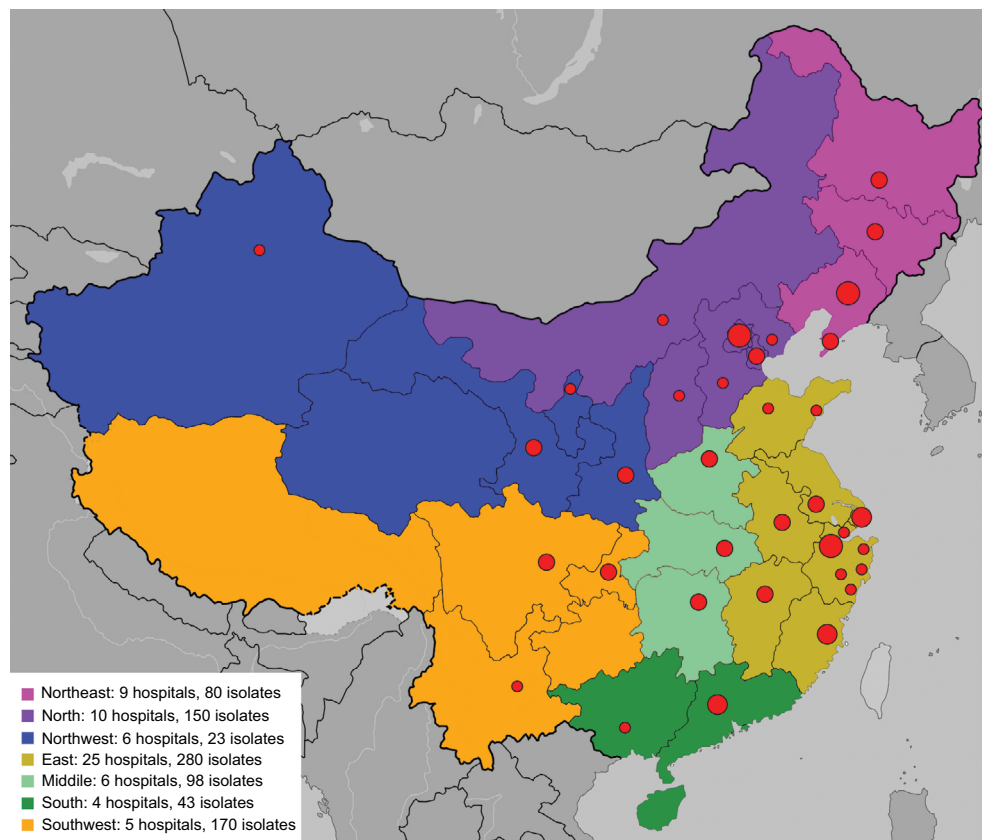 Northeast: 9 hospitals, 80 isolates
North: 10 hospitals, 150 isolates
Northwest: 6 hospitals, 23 isolates
East: 25 hospitals, 280 isolates
Middile: 6 hospitals, 98 isolates
South: 4 hospitals, 43 isolates
Southwest: 5 hospitals, 170 isolates